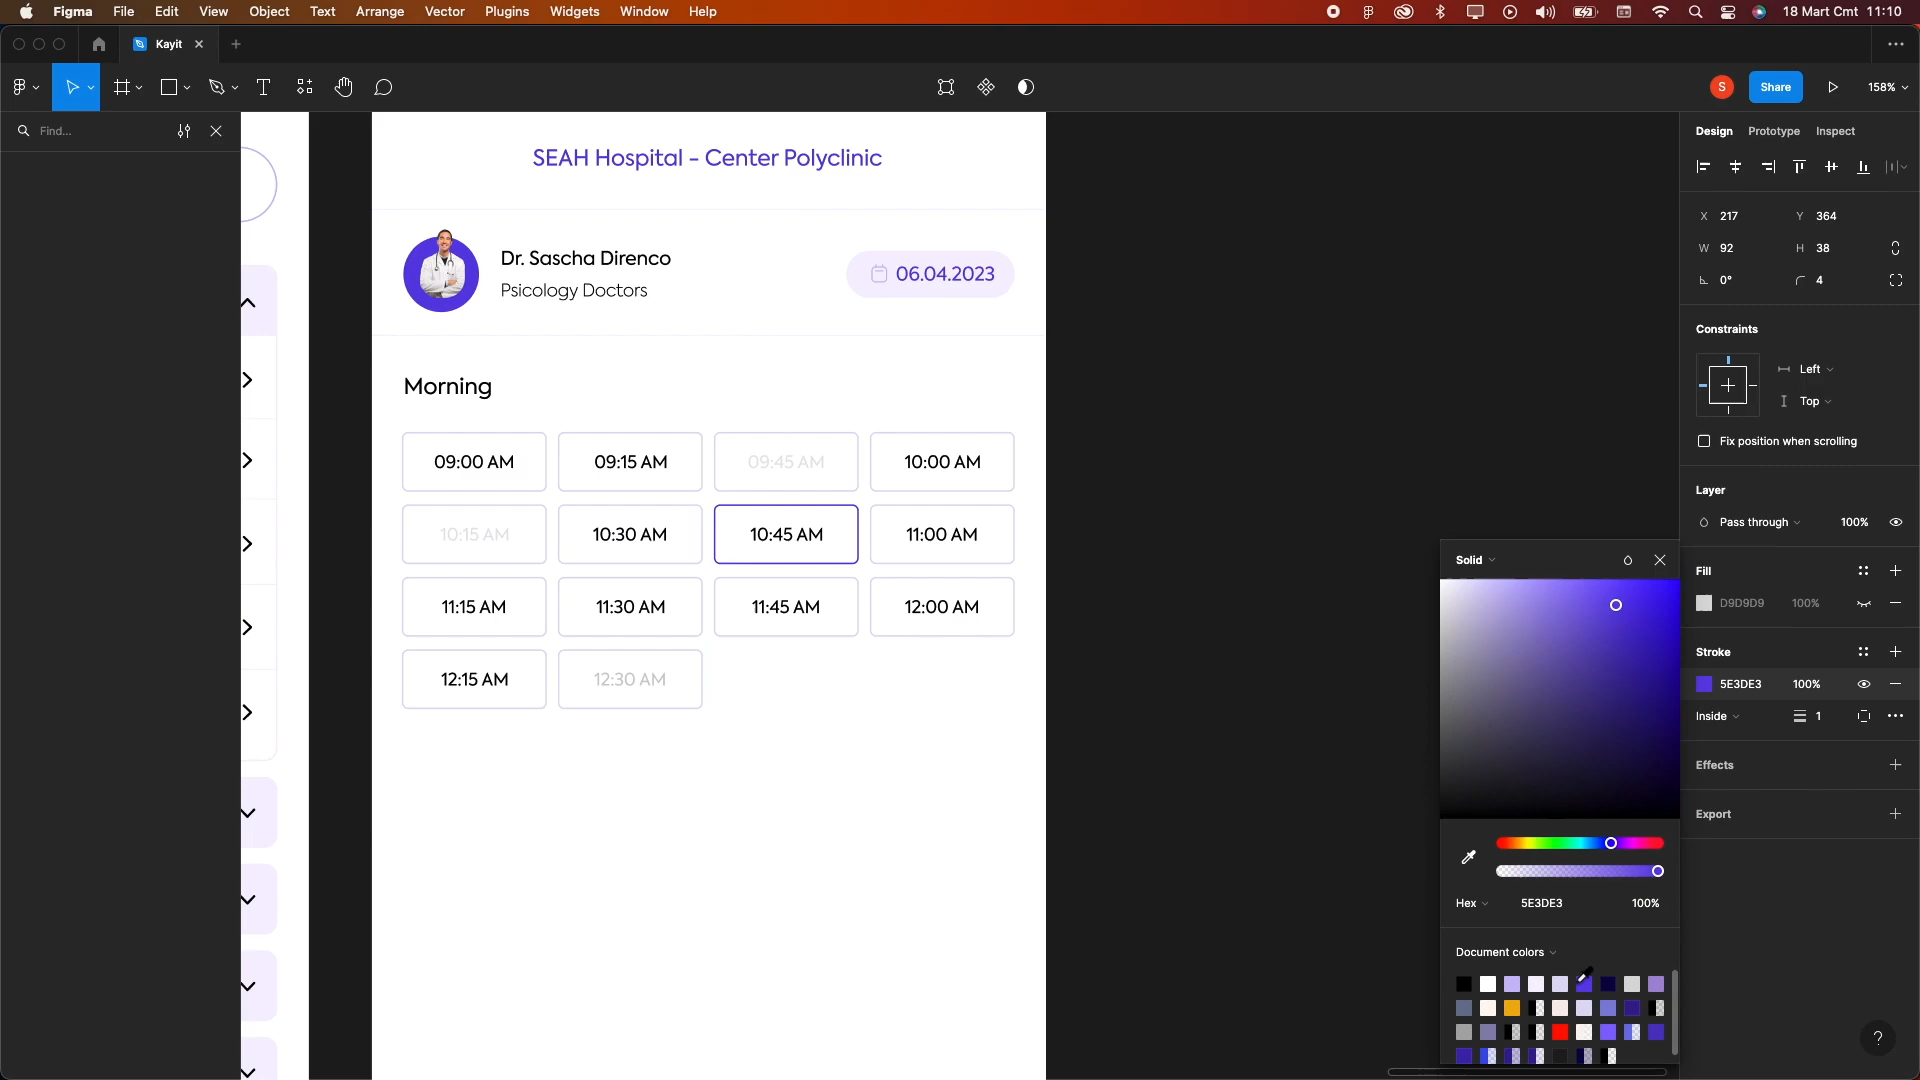 Figma File Edit View Object Text Arrange Vector Plugins Widgets Window Help 18 Mart Cmt 11:10
Kayit
S Share 158%
Find...
Design Prototype Inspect
SEAH Hospital - Center Polyclinic
X 217 Y 364
W 92 H 38
0° 4
Dr. Sascha Direnco
Psicology Doctors
06.04.2023
Constraints
Left
Top
Fix position when scrolling
Morning
09:00 AM 09:15 AM 09:45 AM 10:00 AM
10:15 AM 10:30 AM 10:45 AM 11:00 AM
11:15 AM 11:30 AM 11:45 AM 12:00 AM
12:15 AM 12:30 AM
Layer
Pass through 100%
Solid
Fill
D9D9D9 100%
Stroke
5E3DE3 100%
Inside 1
Effects
Export
Hex 5E3DE3 100%
Document colors
?